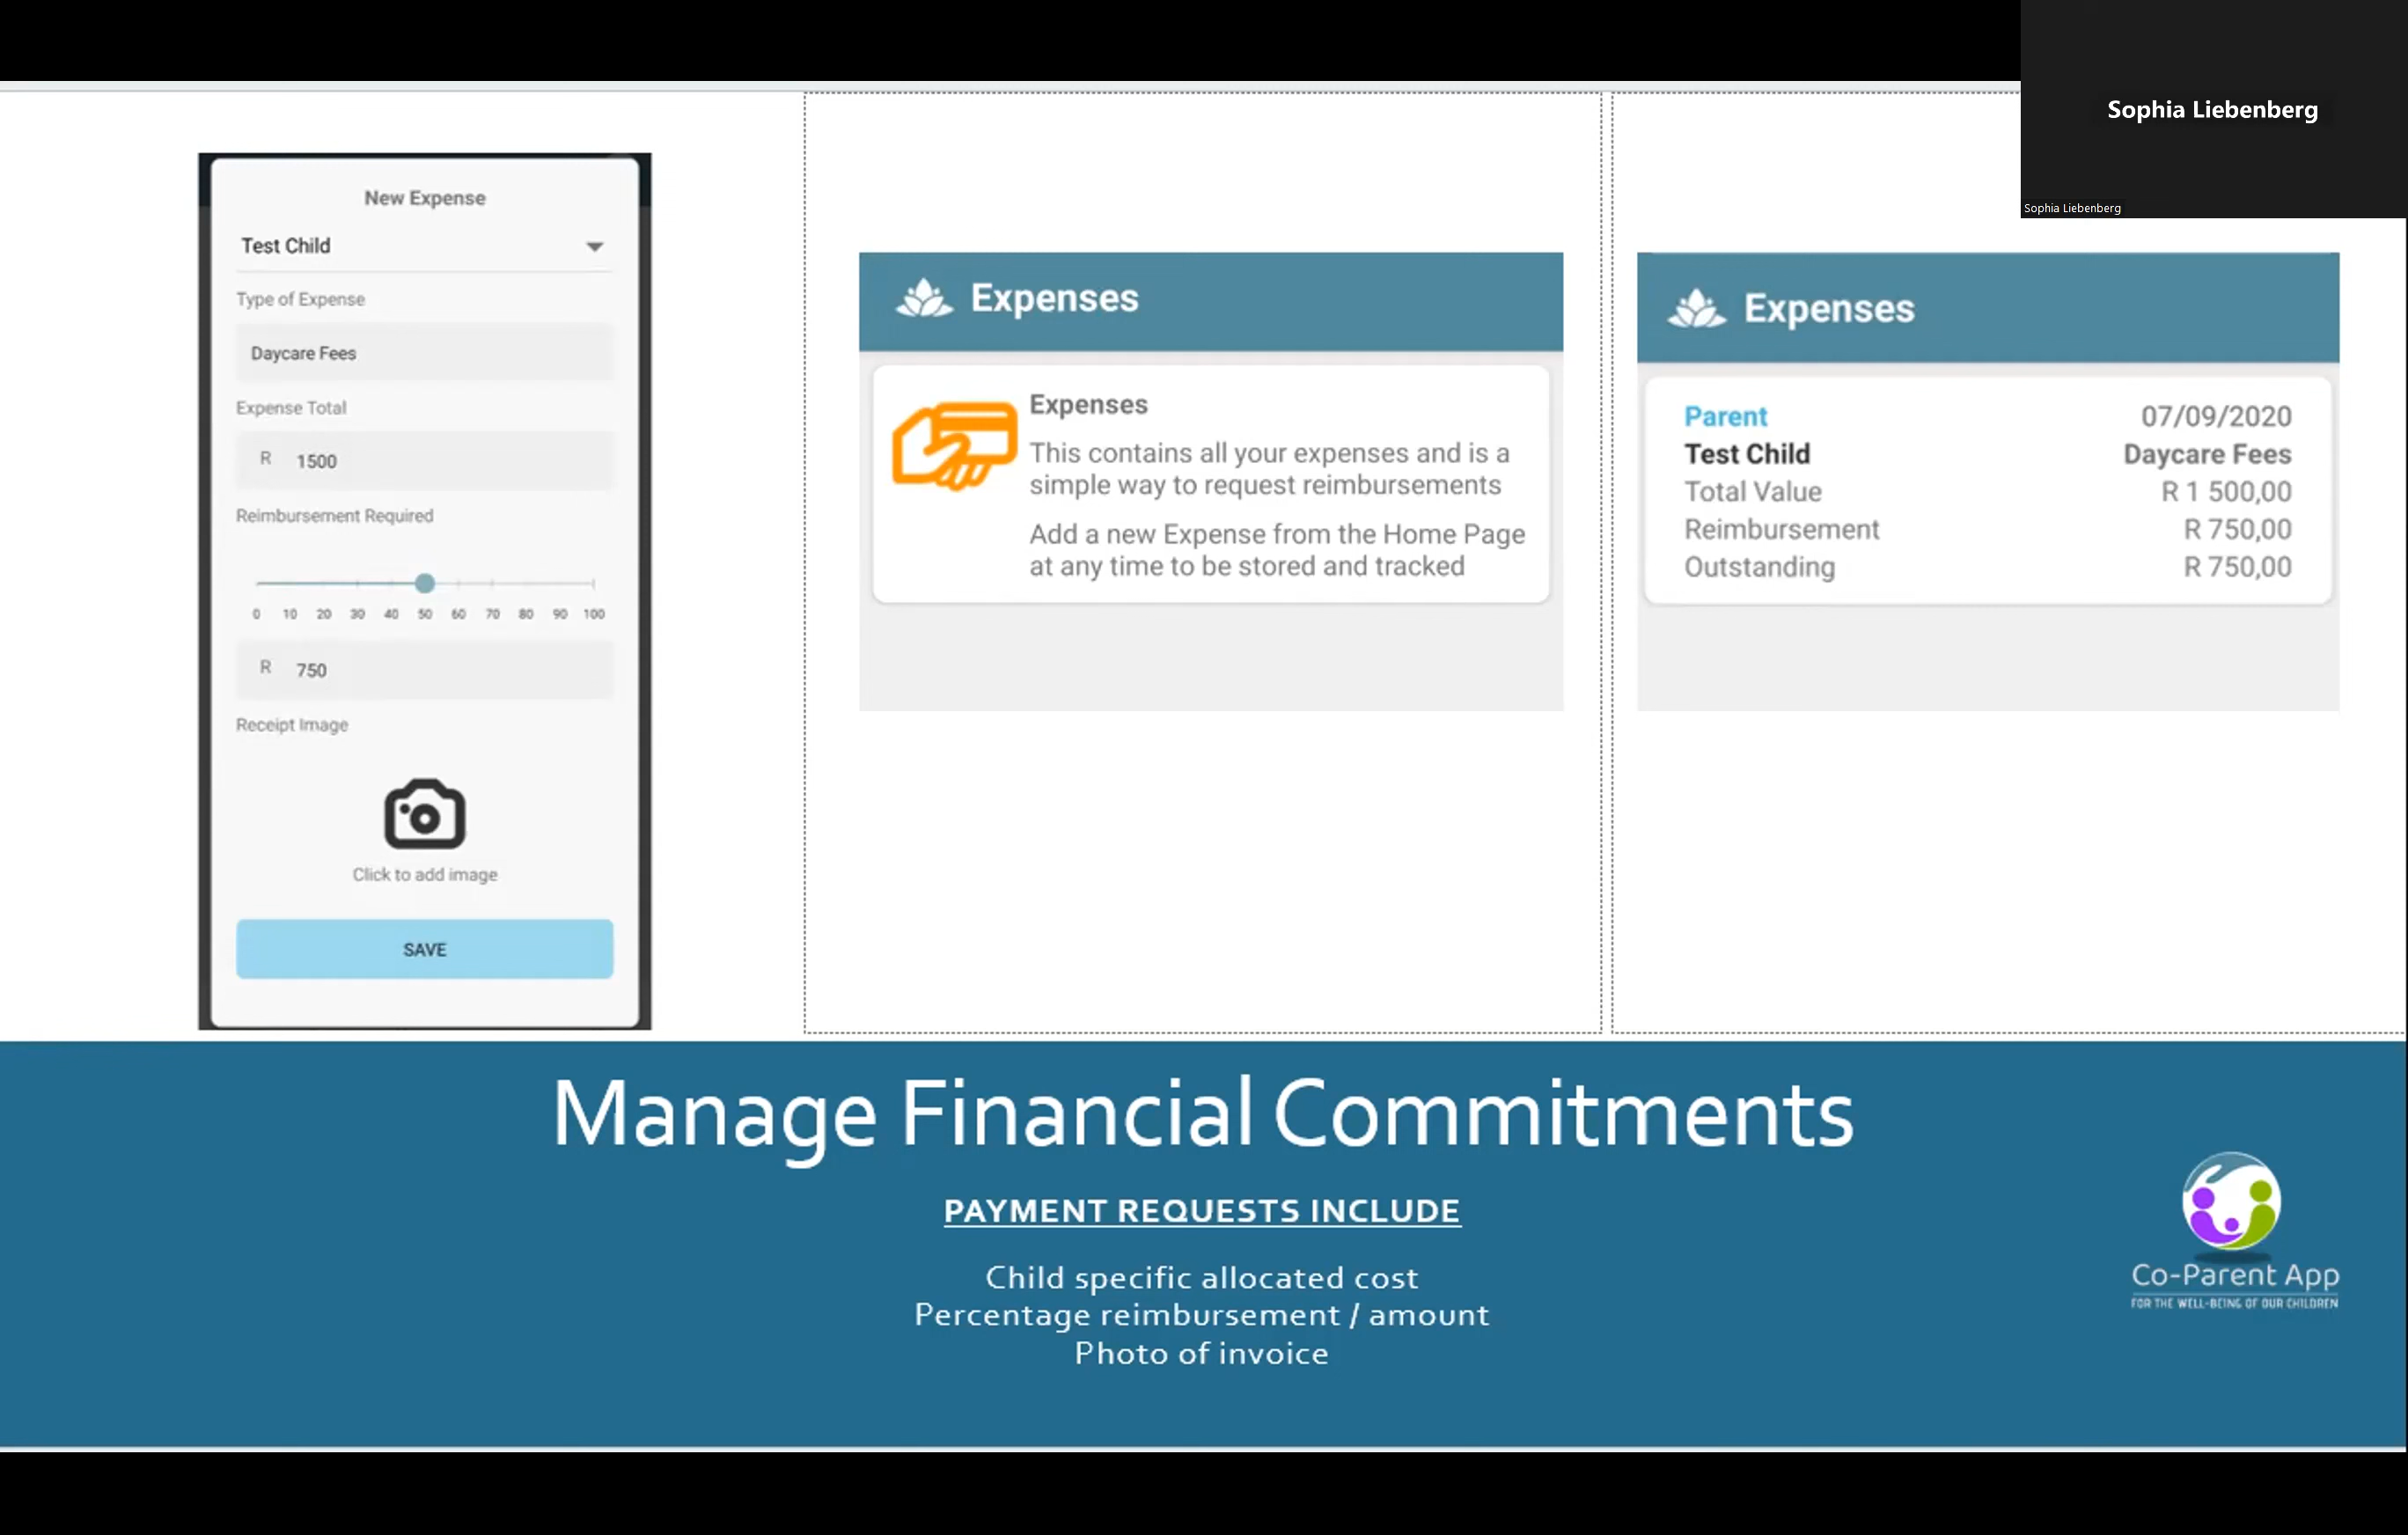 Sophia Liebenberg
Sophia Liebenberg
New Expense
Test Child
Type of Expense
Daycare Fees
Expense Total
R 1500
Reimbursement Required
0 10 20 30 40 50 60 70 80 90 100
R 750
Receipt Image
Click to add image
SAVE
Expenses
Expenses
This contains all your expenses and is a
simple way to request reimbursements
Add a new Expense from the Home Page
at any time to be stored and tracked
Expenses
Parent 07/09/2020
Test Child Daycare Fees
Total Value R 1 500,00
Reimbursement R 750,00
Outstanding R 750,00
Manage Financial Commitments
PAYMENT REQUESTS INCLUDE
Child specific allocated cost
Percentage reimbursement / amount
Photo of invoice
Co-Parent App
FOR THE WELL-BEING OF OUR CHILDREN